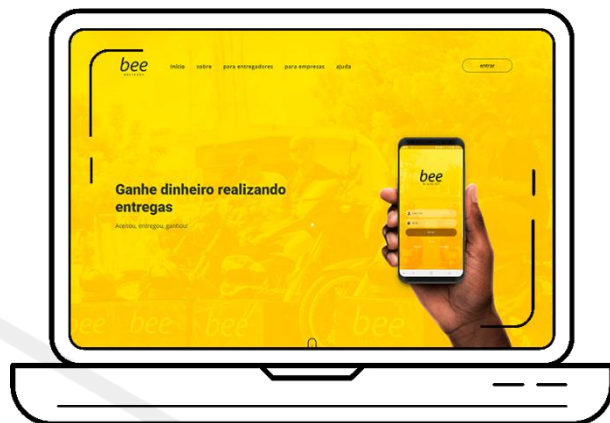 bee
início sobre para entregadores para empresas ajuda
entrar
Ganhe dinheiro realizando
entregas
Aceitou, entregou, ganhou!
bee
bee bee bee bee